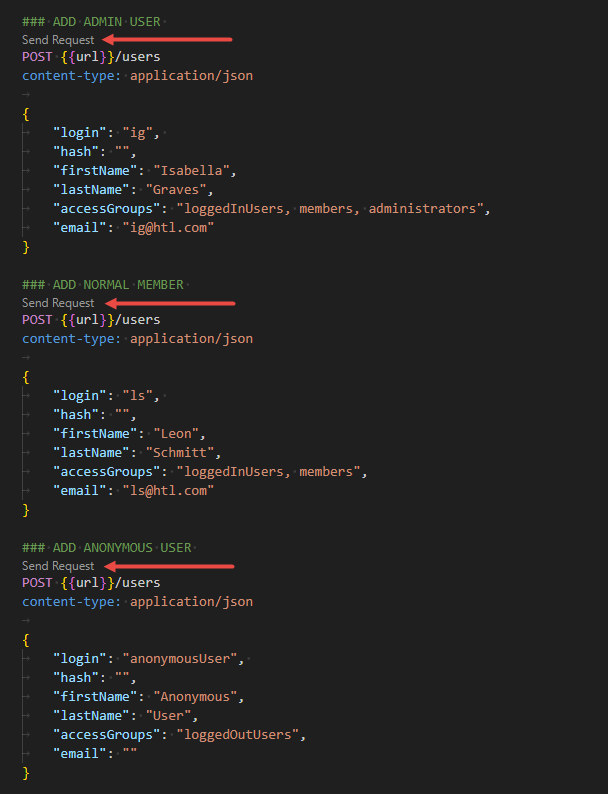 ### ADD ADMIN USER
Send Request
POST {{url}}/users
content-type: application/json
{
"login": "ig",
"hash": "",
"firstName": "Isabella",
"lastName": "Graves",
"accessGroups": "loggedInUsers, members, administrators",
"email": "ig@htl.com"
}
### ADD NORMAL MEMBER
Send Request
POST {{url}}/users
content-type: application/json
{
"login": "ls",
"hash": "",
"firstName": "Leon",
"lastName": "Schmitt",
"accessGroups": "loggedInUsers, members",
"email": "ls@htl.com"
}
### ADD ANONYMOUS USER
Send Request
POST {{url}}/users
content-type: application/json
{
"login": "anonymousUser",
"hash": "",
"firstName": "Anonymous",
"lastName": "User",
"accessGroups": "loggedOutUsers",
"email": ""
}